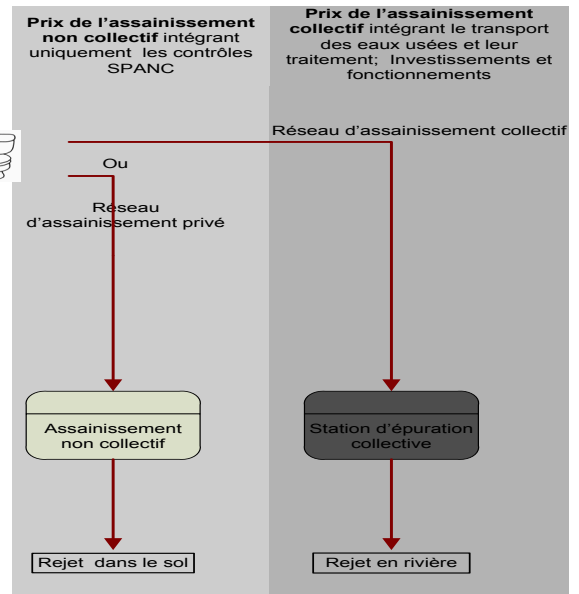 Prix de l'assainissement
non collectif intégrant
uniquement les contrôles
SPANC
Prix de l'assainissement
collectif intégrant le transport
des eaux usées et leur
traitement; Investissements et
fonctionnements
Réseau d'assainissement collectif
Ou
Réseau
d'assainissement privé
Assainissement
non collectif
Station d'épuration
collective
Rejet dans le sol
Rejet en rivière